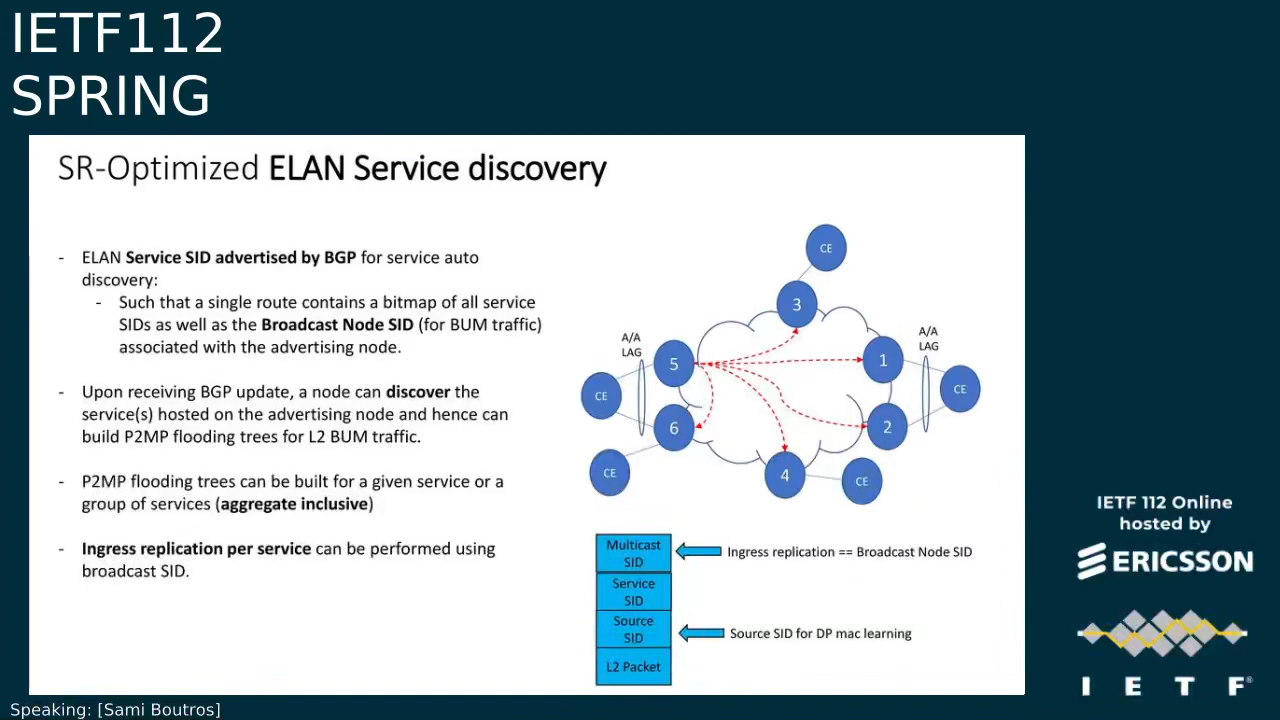 IETF112
SPRING
SR-Optimized ELAN Service discovery
- ELAN Service SID advertised by BGP for service auto
discovery:
- Such that a single route contains a bitmap of all service
SIDs as well as the Broadcast Node SID (for BUM traffic)
associated with the advertising node.
- Upon receiving BGP update, a node can discover the
service(s) hosted on the advertising node and hence can
build P2MP flooding trees for L2 BUM traffic.
- P2MP flooding trees can be built for a given service or a
group of services (aggregate inclusive)
- Ingress replication per service can be performed using
broadcast SID.
CE
3
A/A
LAG
A/A
LAG
5
1
CE
CE
6
2
CE
4
CE
Multicast
SID
Ingress replication == Broadcast Node SID
Service
SID
Source
SID
Source SID for DP mac learning
L2 Packet
IETF 112 Online
hosted by
ERICSSON
I E T F®
Speaking: [Sami Boutros]